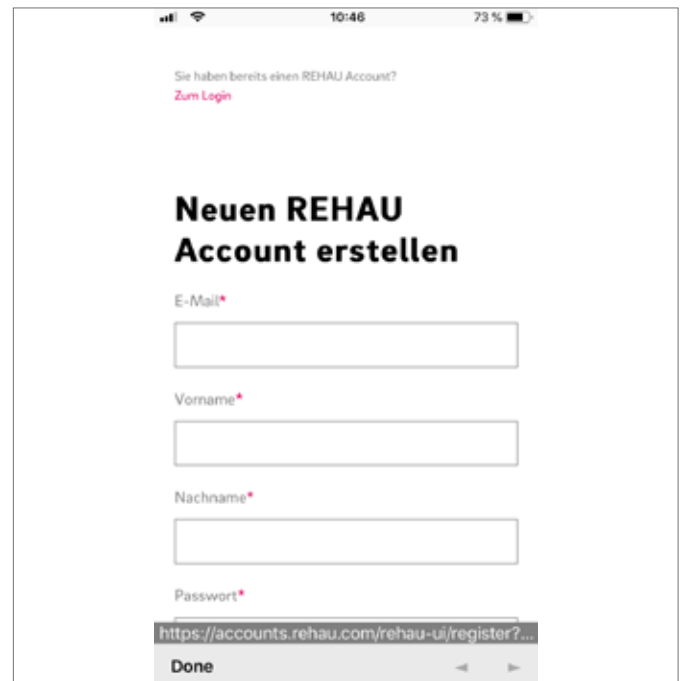 10:46
73 %
Sie haben bereits einen REHAU Account?
Zum Login
Neuen REHAU
Account erstellen
E-Mail*
Vorname*
Nachname*
Passwort*
https://accounts.rehau.com/rehau-ui/register?...
Done